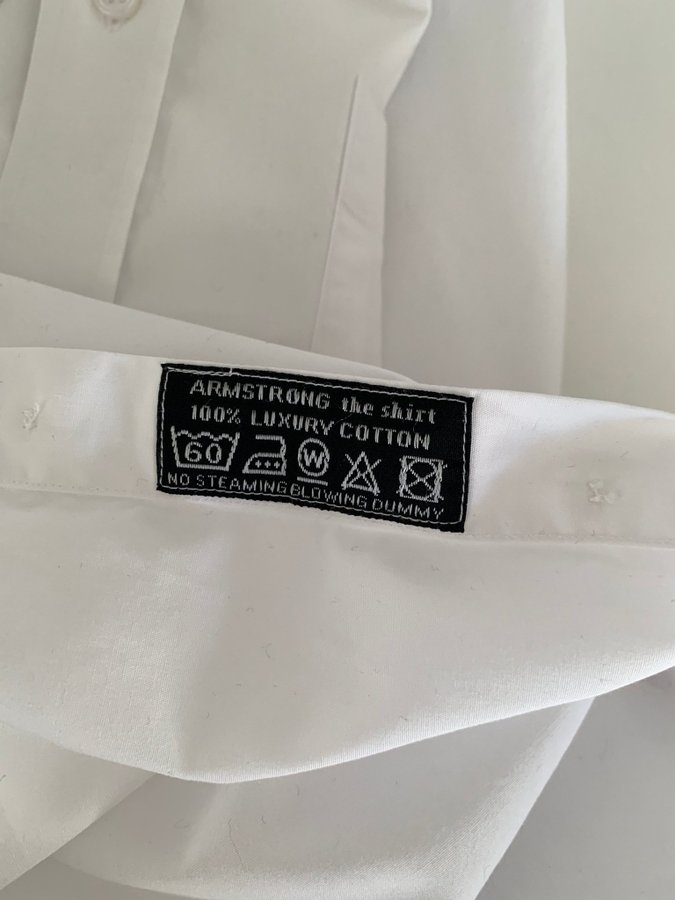 ARMSTRONG the shirt
100% LUXURY COTTON
60 W
NO STEAMING BLOWING DUMMY